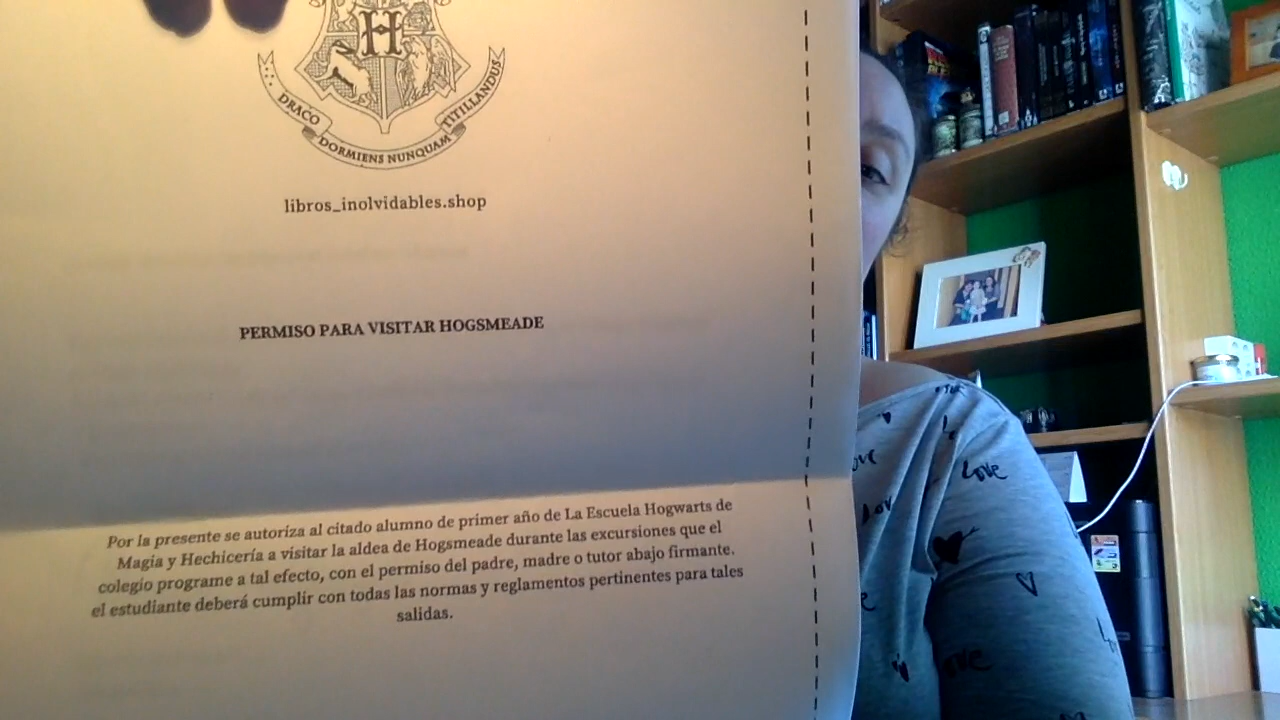 H
DRACO DORMIENS NUNQUAM TITILLANDUS
libros_inolvidables.shop
PERMISO PARA VISITAR HOGSMEADE
Por la presente se autoriza al citado alumno de primer año de La Escuela Hogwarts de
Magia y Hechicería a visitar la aldea de Hogsmeade durante las excursiones que el
colegio programe a tal efecto, con el permiso del padre, madre o tutor abajo firmante.
el estudiante deberá cumplir con todas las normas y reglamentos pertinentes para tales
salidas.
love
love